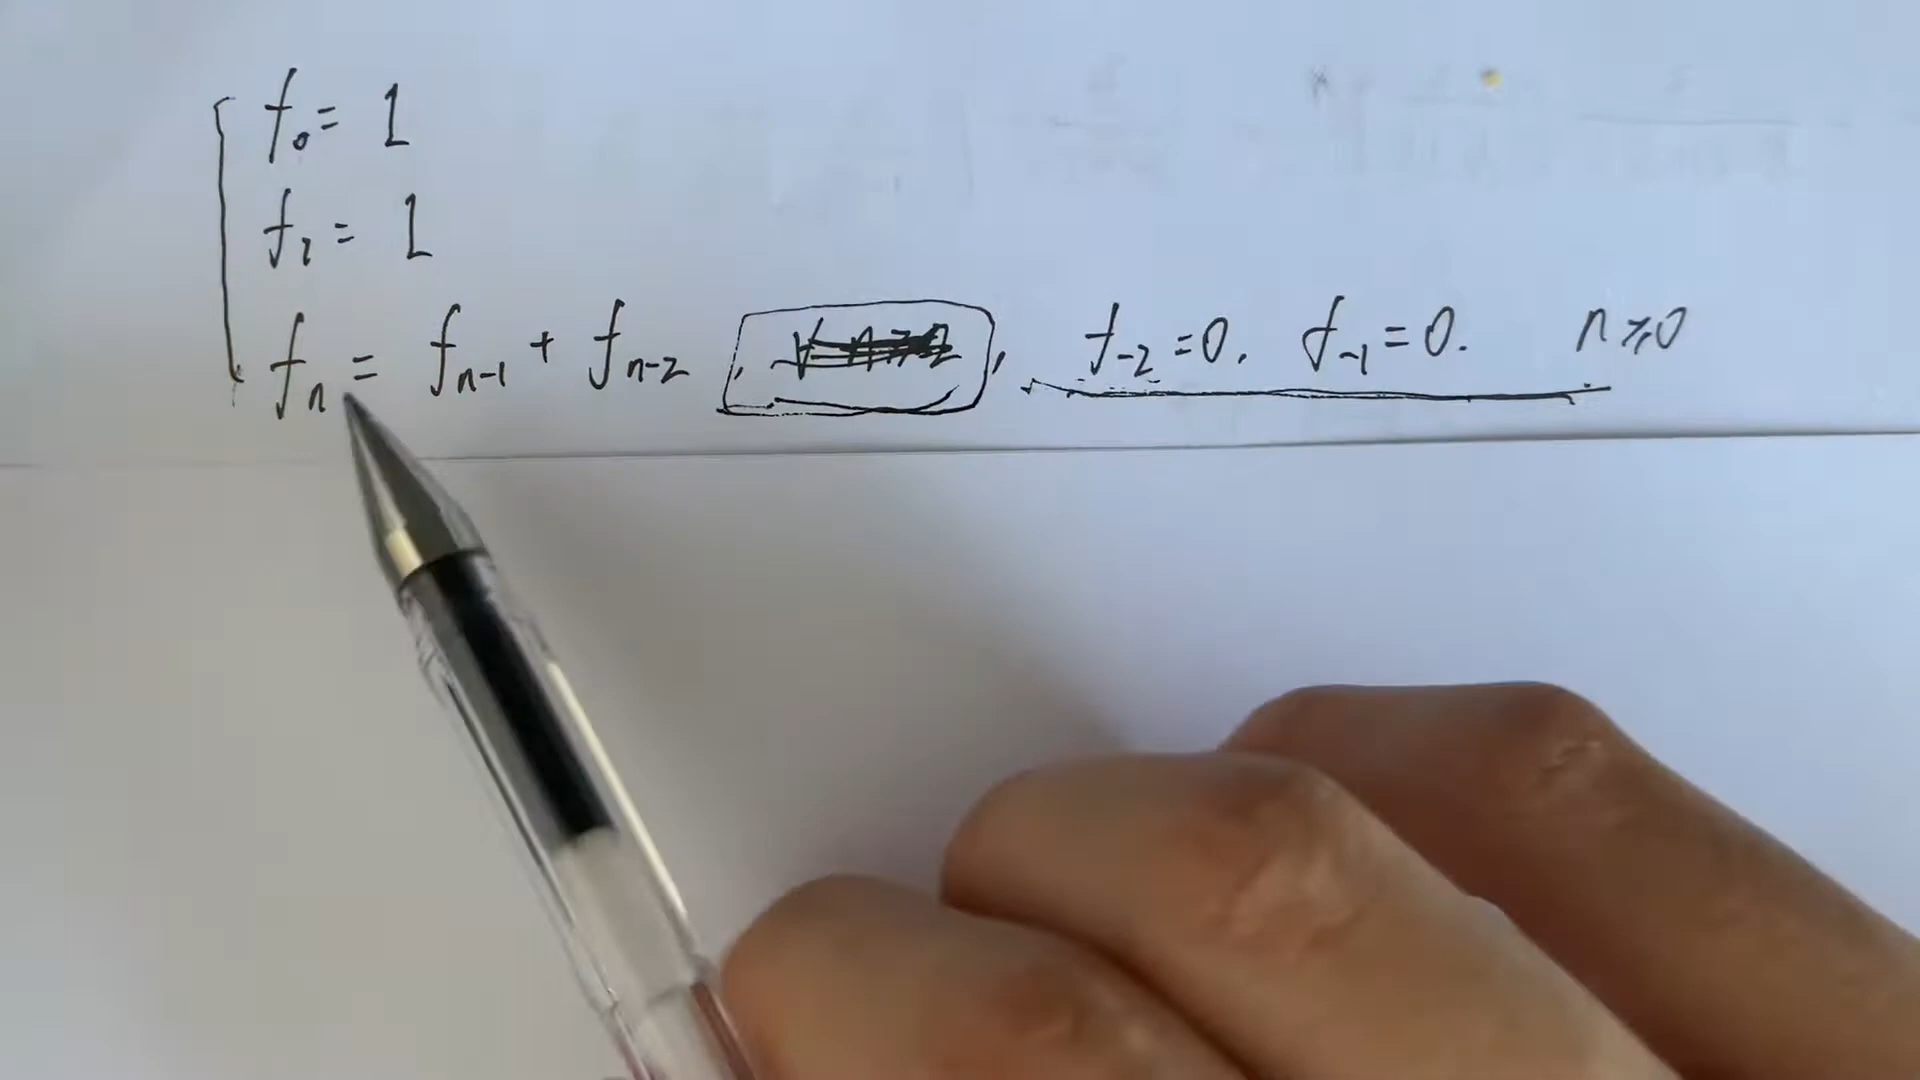 f₀ = 1
f₁ = 1
fₙ = fₙ₋₁ + fₙ₋₂ , , f₋₂ = 0, f₋₁ = 0. n ≥ 0